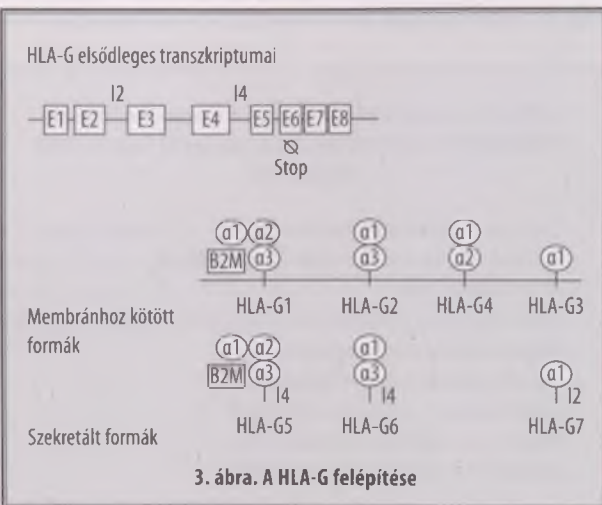 HLA-G elsődleges transzkriptumai
I2 I4
E1 E2 E3 E4 E5 E6 E7 E8
Stop
α1 α2 α1 α1
B2M α3 α3 α2 α1
HLA-G1 HLA-G2 HLA-G4 HLA-G3
Membránhoz kötött
formák
α1 α2 α1
B2M α3 α3 α1
I4 I4 I2
HLA-G5 HLA-G6 HLA-G7
Szekretált formák
3. ábra. A HLA-G felépítése